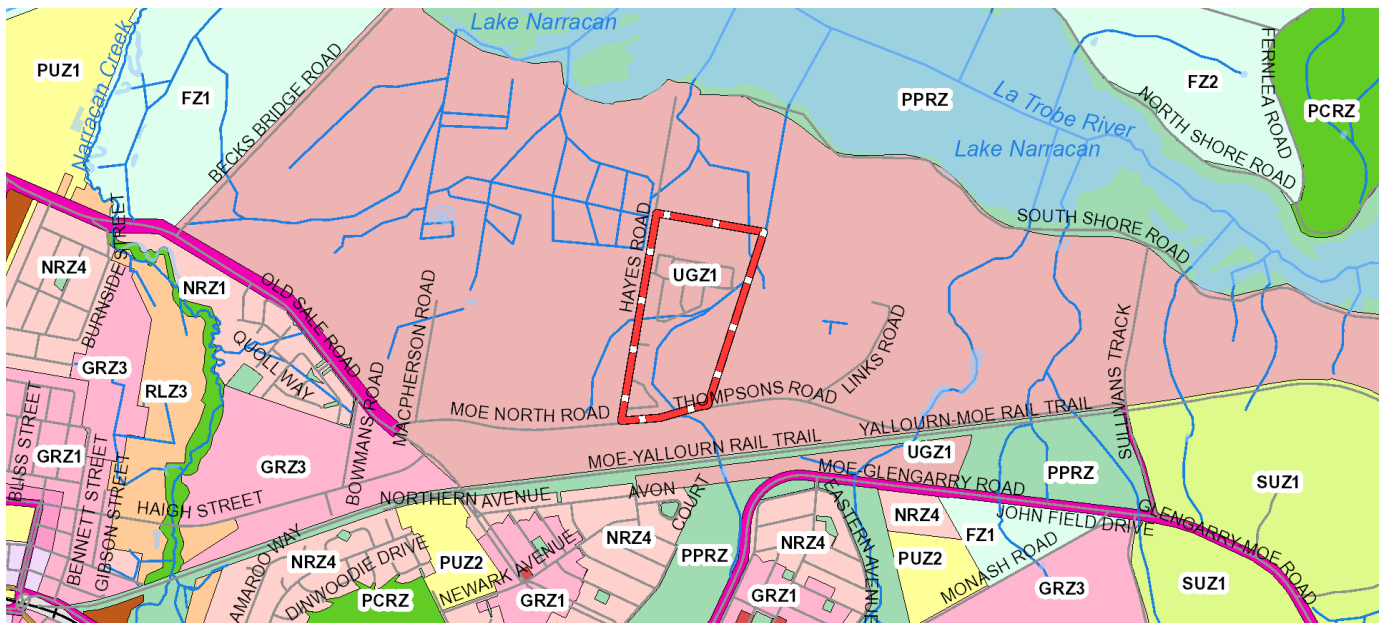 Lake Narracan
PUZ1
Narracan Creek
FZ1
BECKS BRIDGE ROAD
PPRZ
La Trobe River
Lake Narracan
FZ2
FERNLEA ROAD
NORTH SHORE ROAD
PCRZ
SOUTH SHORE ROAD
NRZ4
BURNSIDE STREET
NRZ1
OLD SALE ROAD
HAYES ROAD
UGZ1
MACPHERSON ROAD
QUOLL WAY
GRZ3
RLZ3
BOWMANS ROAD
MOE NORTH ROAD
THOMPSONS ROAD
LINKS ROAD
SULLIVANS TRACK
BLISS STREET
GRZ1
BENNETT STREET
GIBSON STREET
HAIGH STREET
GRZ3
MOE-YALLOURN RAIL TRAIL
YALLOURN-MOE RAIL TRAIL
UGZ1
MOE-GLENGARRY ROAD
PPRZ
SUZ1
NORTHERN AVENUE
AVON
COURT
EASTERN AVENUE
NRZ4
FZ1
JOHN FIELD DRIVE
GLENGARRY-MOE ROAD
AMAROO WAY
NRZ4
DINWOODIE DRIVE
PUZ2
NEWARK AVENUE
NRZ4
PPRZ
NRZ4
PUZ2
MONASH ROAD
GRZ3
SUZ1
PCRZ
GRZ1
GRZ1